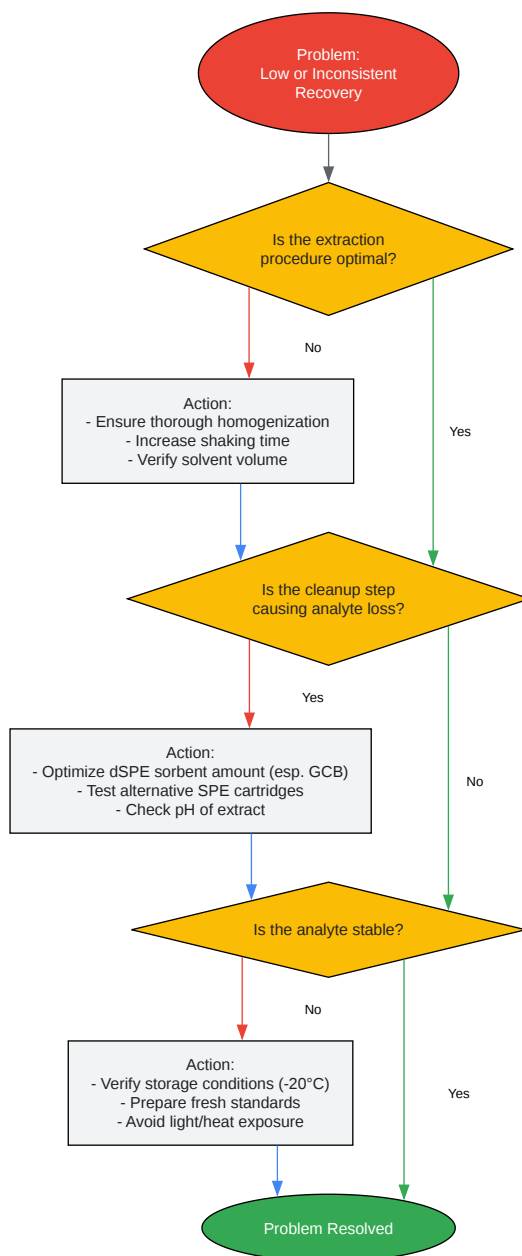 Problem:
Low or Inconsistent
Recovery
Is the extraction
procedure optimal?
No
Action:
- Ensure thorough homogenization
- Increase shaking time
- Verify solvent volume
Yes
Is the cleanup step
causing analyte loss?
Yes
Action:
- Optimize dSPE sorbent amount (esp. GCB)
- Test alternative SPE cartridges
- Check pH of extract
No
Is the analyte stable?
No
Action:
- Verify storage conditions (-20°C)
- Prepare fresh standards
- Avoid light/heat exposure
Yes
Problem Resolved